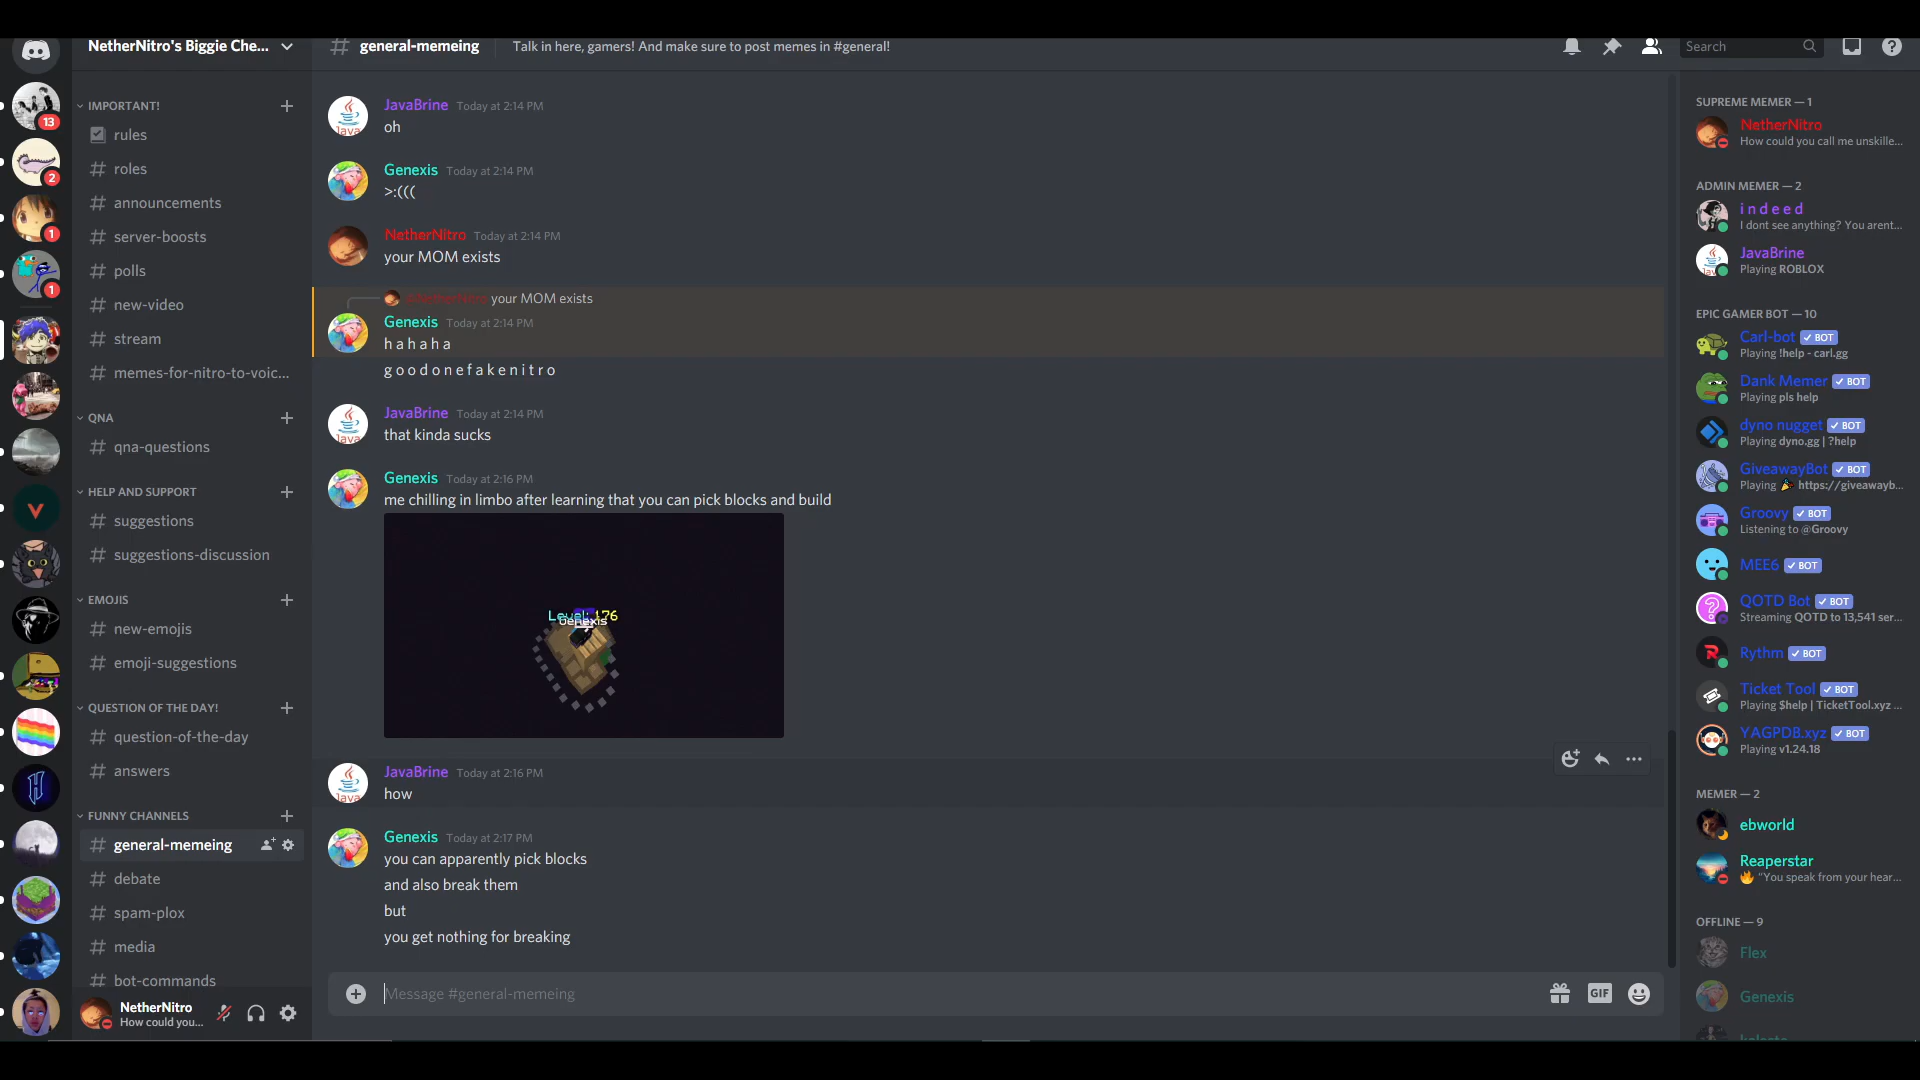 NetherNitro's Biggie Che...
general-memeing
Talk in here, gamers! And make sure to post memes in #general!
Search
13
2
1
1
IMPORTANT!
rules
roles
announcements
server-boosts
polls
new-video
stream
memes-for-nitro-to-voic...
QNA
qna-questions
HELP AND SUPPORT
suggestions
suggestions-discussion
EMOJIS
new-emojis
emoji-suggestions
QUESTION OF THE DAY!
question-of-the-day
answers
FUNNY CHANNELS
general-memeing
debate
spam-plox
media
bot-commands
NetherNitro
How could you...
JavaBrine Today at 2:14 PM
oh
Genexis Today at 2:14 PM
>:(((
NetherNitro Today at 2:14 PM
your MOM exists
@NetherNitro your MOM exists
Genexis Today at 2:14 PM
h a h a h a
g o o d o n e f a k e n i t r o
JavaBrine Today at 2:14 PM
that kinda sucks
Genexis Today at 2:16 PM
me chilling in limbo after learning that you can pick blocks and build
Level: 176
Genexis
JavaBrine Today at 2:16 PM
how
Genexis Today at 2:17 PM
you can apparently pick blocks
and also break them
but
you get nothing for breaking
Message #general-memeing
GIF
SUPREME MEMER — 1
NetherNitro
How could you call me unskille...
ADMIN MEMER — 2
i n d e e d
I dont see anything? You arent...
JavaBrine
Playing ROBLOX
EPIC GAMER BOT — 10
Carl-bot BOT
Playing !help - carl.gg
Dank Memer BOT
Playing pls help
dyno nugget BOT
Playing dyno.gg | ?help
GiveawayBot BOT
Playing 🎉 https://giveawayb...
Groovy BOT
Listening to @Groovy
MEE6 BOT
QOTD Bot BOT
Streaming QOTD to 13,541 ser...
Rythm BOT
Ticket Tool BOT
Playing $help | TicketTool.xyz ...
YAGPDB.xyz BOT
Playing v1.24.18
MEMER — 2
ebworld
Reaperstar
🔥 "You speak from your hear...
OFFLINE — 9
Flex
Genexis